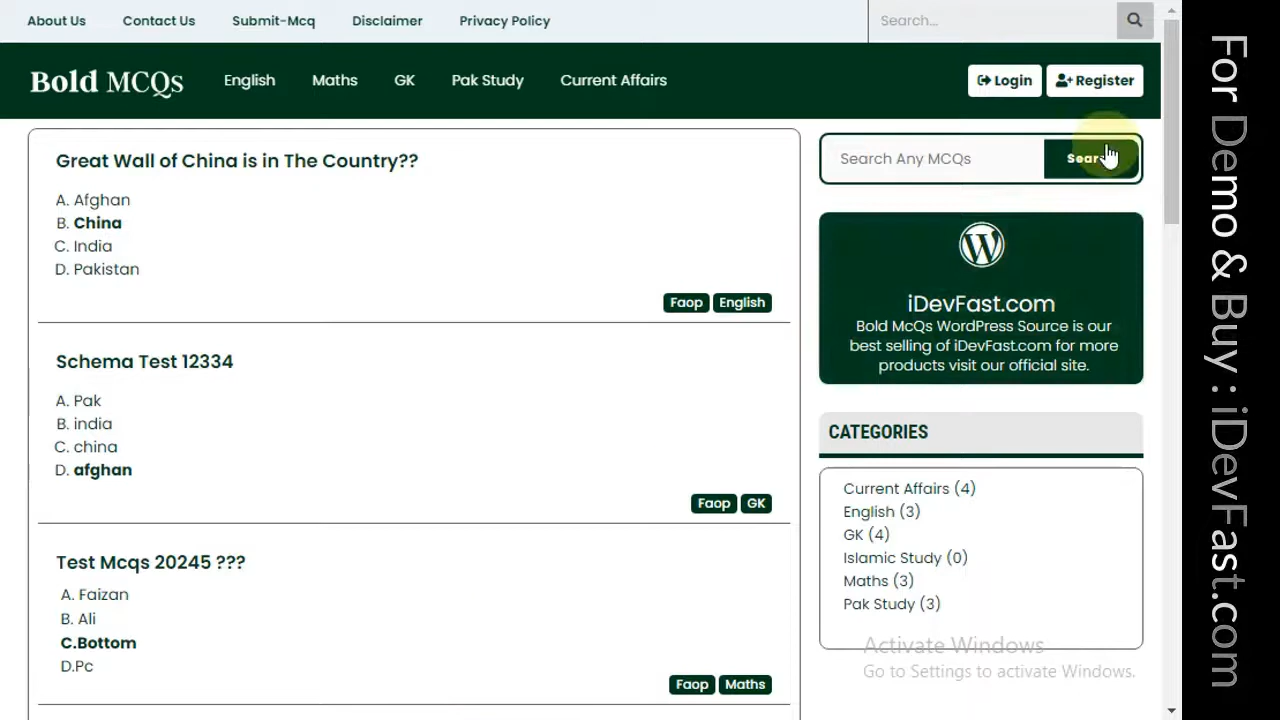 About Us Contact Us Submit-Mcq Disclaimer Privacy Policy Search...
Bold MCQs English Maths GK Pak Study Current Affairs Login Register
Great Wall of China is in The Country??
A. Afghan
B. China
C. India
D. Pakistan
Faop English
Schema Test 12334
A. Pak
B. india
C. china
D. afghan
Faop GK
Test Mcqs 20245 ???
A. Faizan
B. Ali
C.Bottom
D.Pc
Faop Maths
Search Any MCQs
iDevFast.com
Bold McQs WordPress Source is our
best selling of iDevFast.com for more
products visit our official site.
CATEGORIES
Current Affairs (4)
English (3)
GK (4)
Islamic Study (0)
Maths (3)
Pak Study (3)
Activate Windows
Go to Settings to activate Windows.
For Demo & Buy : iDevFast.com